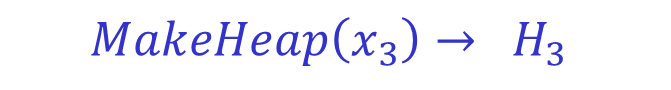 MakeHeap(x₃) → H₃